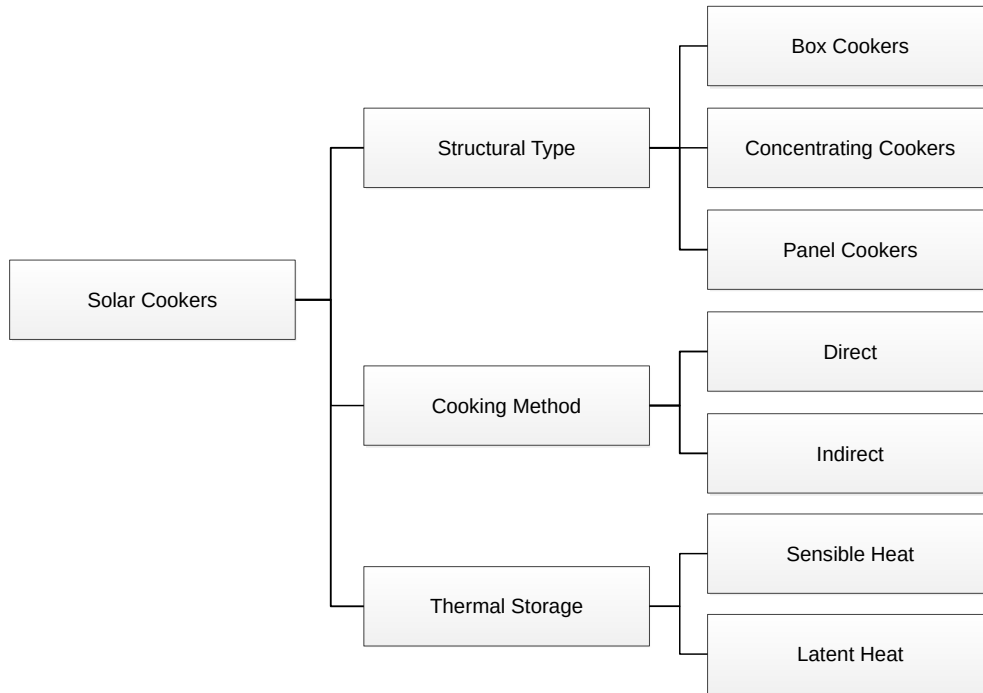 Box Cookers
Structural Type
Concentrating Cookers
Panel Cookers
Solar Cookers
Direct
Cooking Method
Indirect
Sensible Heat
Thermal Storage
Latent Heat